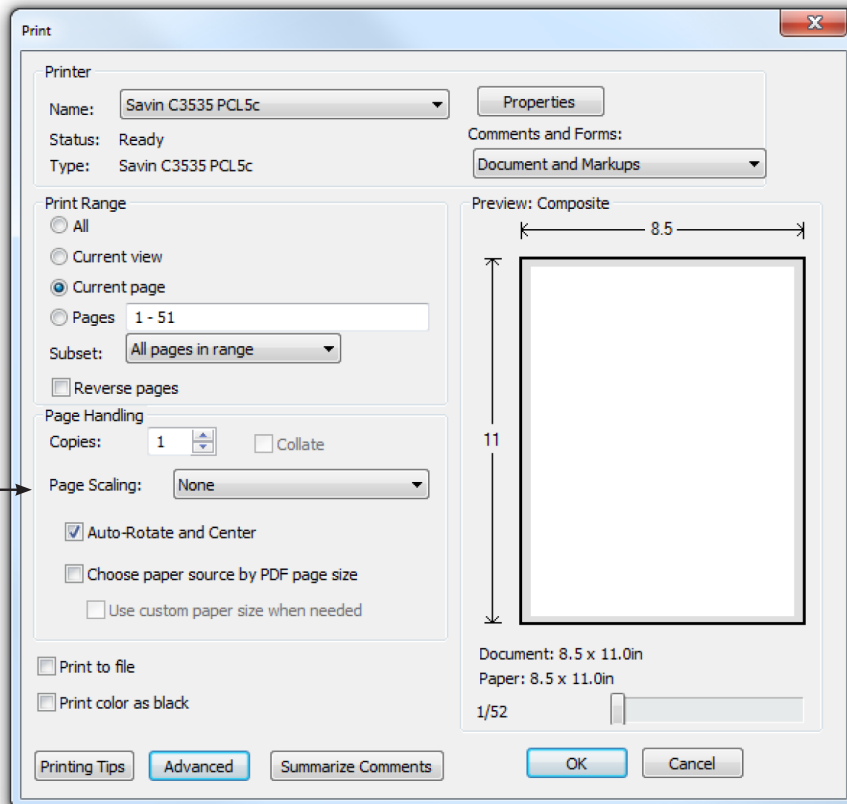 Print
Printer
Name: Savin C3535 PCL5c
Properties
Status: Ready
Comments and Forms:
Type: Savin C3535 PCL5c
Document and Markups
Print Range
All
Current view
Current page
Pages 1 - 51
Subset: All pages in range
Reverse pages
Page Handling
Copies: 1 Collate
Page Scaling: None
Auto-Rotate and Center
Choose paper source by PDF page size
Use custom paper size when needed
Print to file
Print color as black
Preview: Composite
8.5
11
Document: 8.5 x 11.0in
Paper: 8.5 x 11.0in
1/52
Printing Tips Advanced Summarize Comments OK Cancel